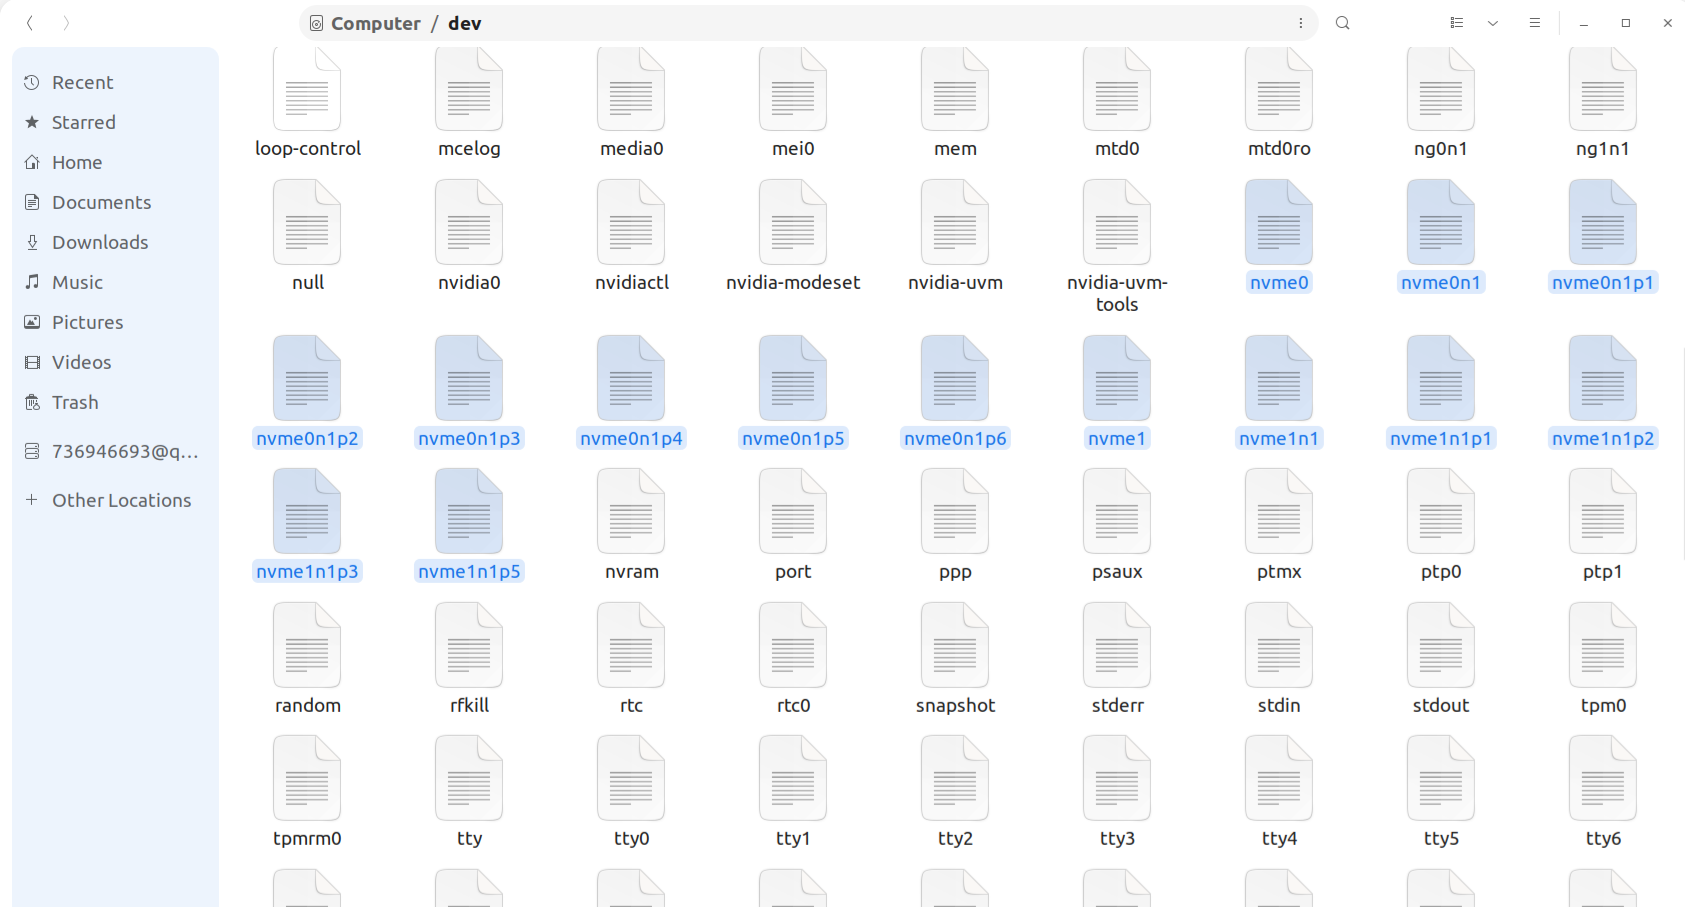 Computer / dev
Recent
Starred
Home
Documents
Downloads
Music
Pictures
Videos
Trash
736946693@q...
Other Locations
loop-control mcelog media0 mei0 mem mtd0 mtd0ro ng0n1 ng1n1
null nvidia0 nvidiactl nvidia-modeset nvidia-uvm nvidia-uvm-tools nvme0 nvme0n1 nvme0n1p1
nvme0n1p2 nvme0n1p3 nvme0n1p4 nvme0n1p5 nvme0n1p6 nvme1 nvme1n1 nvme1n1p1 nvme1n1p2
nvme1n1p3 nvme1n1p5 nvram port ppp psaux ptmx ptp0 ptp1
random rfkill rtc rtc0 snapshot stderr stdin stdout tpm0
tpmrm0 tty tty0 tty1 tty2 tty3 tty4 tty5 tty6